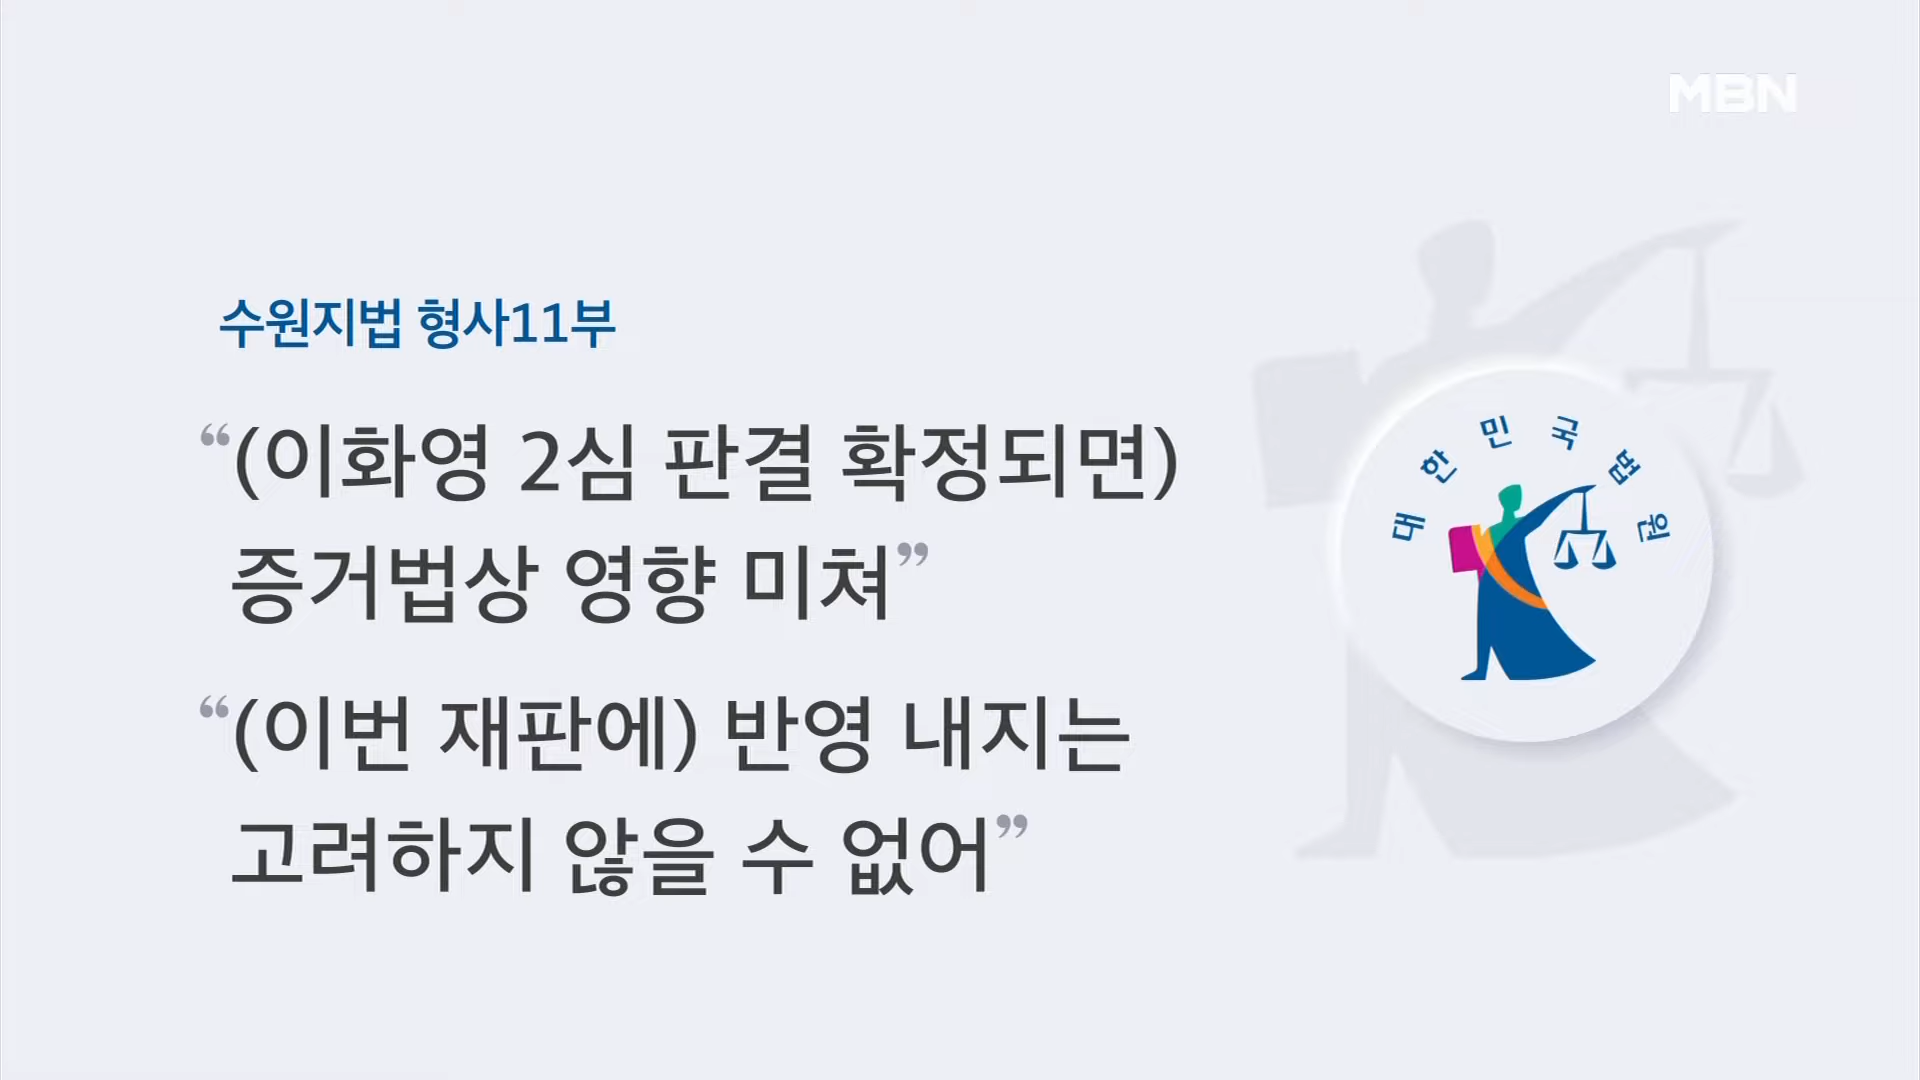 MBN
수원지법 형사11부
“(이화영 2심 판결 확정되면)
증거법상 영향 미쳐”
“(이번 재판에) 반영 내지는
고려하지 않을 수 없어”
대한민국법원